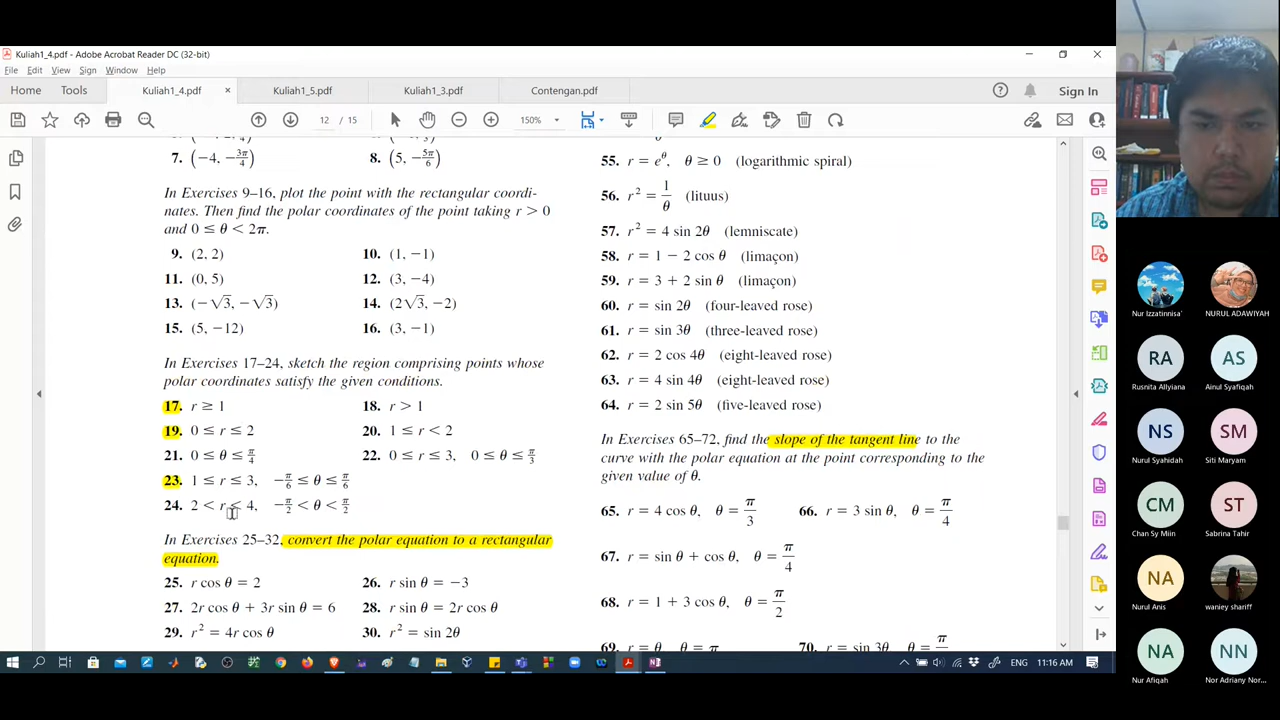 Kuliah1_4.pdf - Adobe Acrobat Reader DC (32-bit)
File Edit View Sign Window Help
Home Tools Kuliah1_4.pdf × Kuliah1_5.pdf Kuliah1_3.pdf Contengan.pdf Sign In
12 / 15 150%
7. (−4, −3π/4) 8. (5, −5π/6)
In Exercises 9–16, plot the point with the rectangular coordi-
nates. Then find the polar coordinates of the point taking r > 0
and 0 ≤ θ < 2π.
9. (2, 2) 10. (1, −1)
11. (0, 5) 12. (3, −4)
13. (−√3, −√3) 14. (2√3, −2)
15. (5, −12) 16. (3, −1)
In Exercises 17–24, sketch the region comprising points whose
polar coordinates satisfy the given conditions.
17. r ≥ 1 18. r > 1
19. 0 ≤ r ≤ 2 20. 1 ≤ r < 2
21. 0 ≤ θ ≤ π/4 22. 0 ≤ r ≤ 3, 0 ≤ θ ≤ π/3
23. 1 ≤ r ≤ 3, −π/6 ≤ θ ≤ π/6
24. 2 < r ≤ 4, −π/2 < θ < π/2
In Exercises 25–32, convert the polar equation to a rectangular
equation.
25. r cos θ = 2 26. r sin θ = −3
27. 2r cos θ + 3r sin θ = 6 28. r sin θ = 2r cos θ
29. r² = 4r cos θ 30. r² = sin 2θ
55. r = e^θ, θ ≥ 0 (logarithmic spiral)
56. r² = 1/θ (lituus)
57. r² = 4 sin 2θ (lemniscate)
58. r = 1 − 2 cos θ (limaçon)
59. r = 3 + 2 sin θ (limaçon)
60. r = sin 2θ (four-leaved rose)
61. r = sin 3θ (three-leaved rose)
62. r = 2 cos 4θ (eight-leaved rose)
63. r = 4 sin 4θ (eight-leaved rose)
64. r = 2 sin 5θ (five-leaved rose)
In Exercises 65–72, find the slope of the tangent line to the
curve with the polar equation at the point corresponding to the
given value of θ.
65. r = 4 cos θ, θ = π/3 66. r = 3 sin θ, θ = π/4
67. r = sin θ + cos θ, θ = π/4
68. r = 1 + 3 cos θ, θ = π/2
69. r = θ θ = π 70. r = sin 3θ θ = π
ENG 11:16 AM
Nur Izzatinnisa' NURUL ADAWIYAH
RA AS
Rusnita Allyiana Ainul Syafiqah
NS SM
Nurul Syahidah Siti Maryam
CM ST
Chan Sy Miin Sabrina Tahir
NA
Nurul Anis waniey shariff
NA NN
Nur Afiqah Nor Adriany Nor...